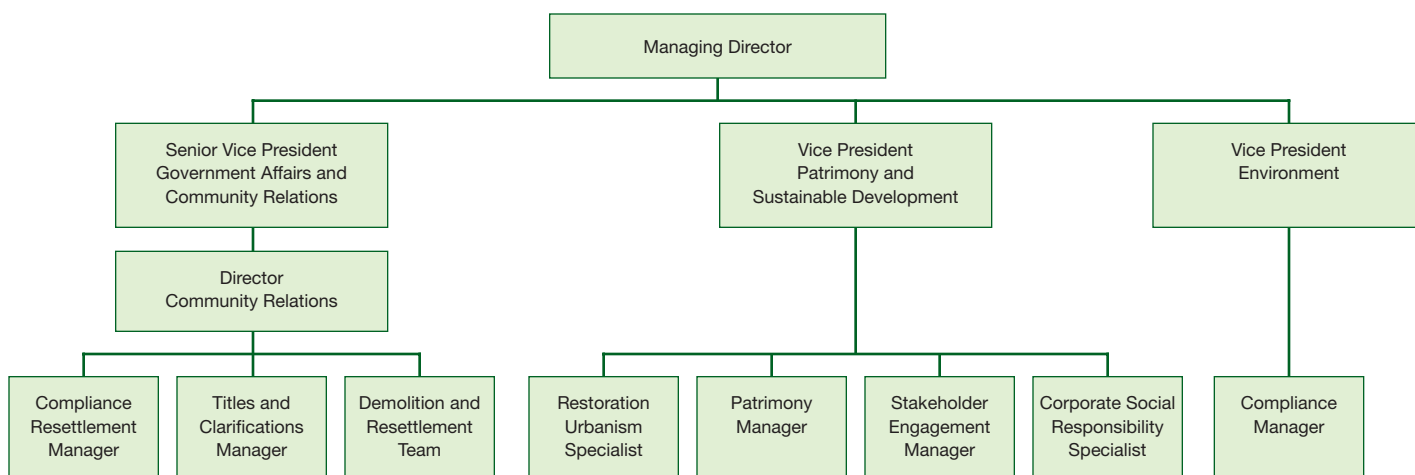 Managing Director
Senior Vice President
Government Affairs and
Community Relations
Vice President
Patrimony and
Sustainable Development
Vice President
Environment
Director
Community Relations
Compliance
Resettlement
Manager
Titles and
Clarifications
Manager
Demolition and
Resettlement
Team
Restoration
Urbanism
Specialist
Patrimony
Manager
Stakeholder
Engagement
Manager
Corporate Social
Responsibility
Specialist
Compliance
Manager